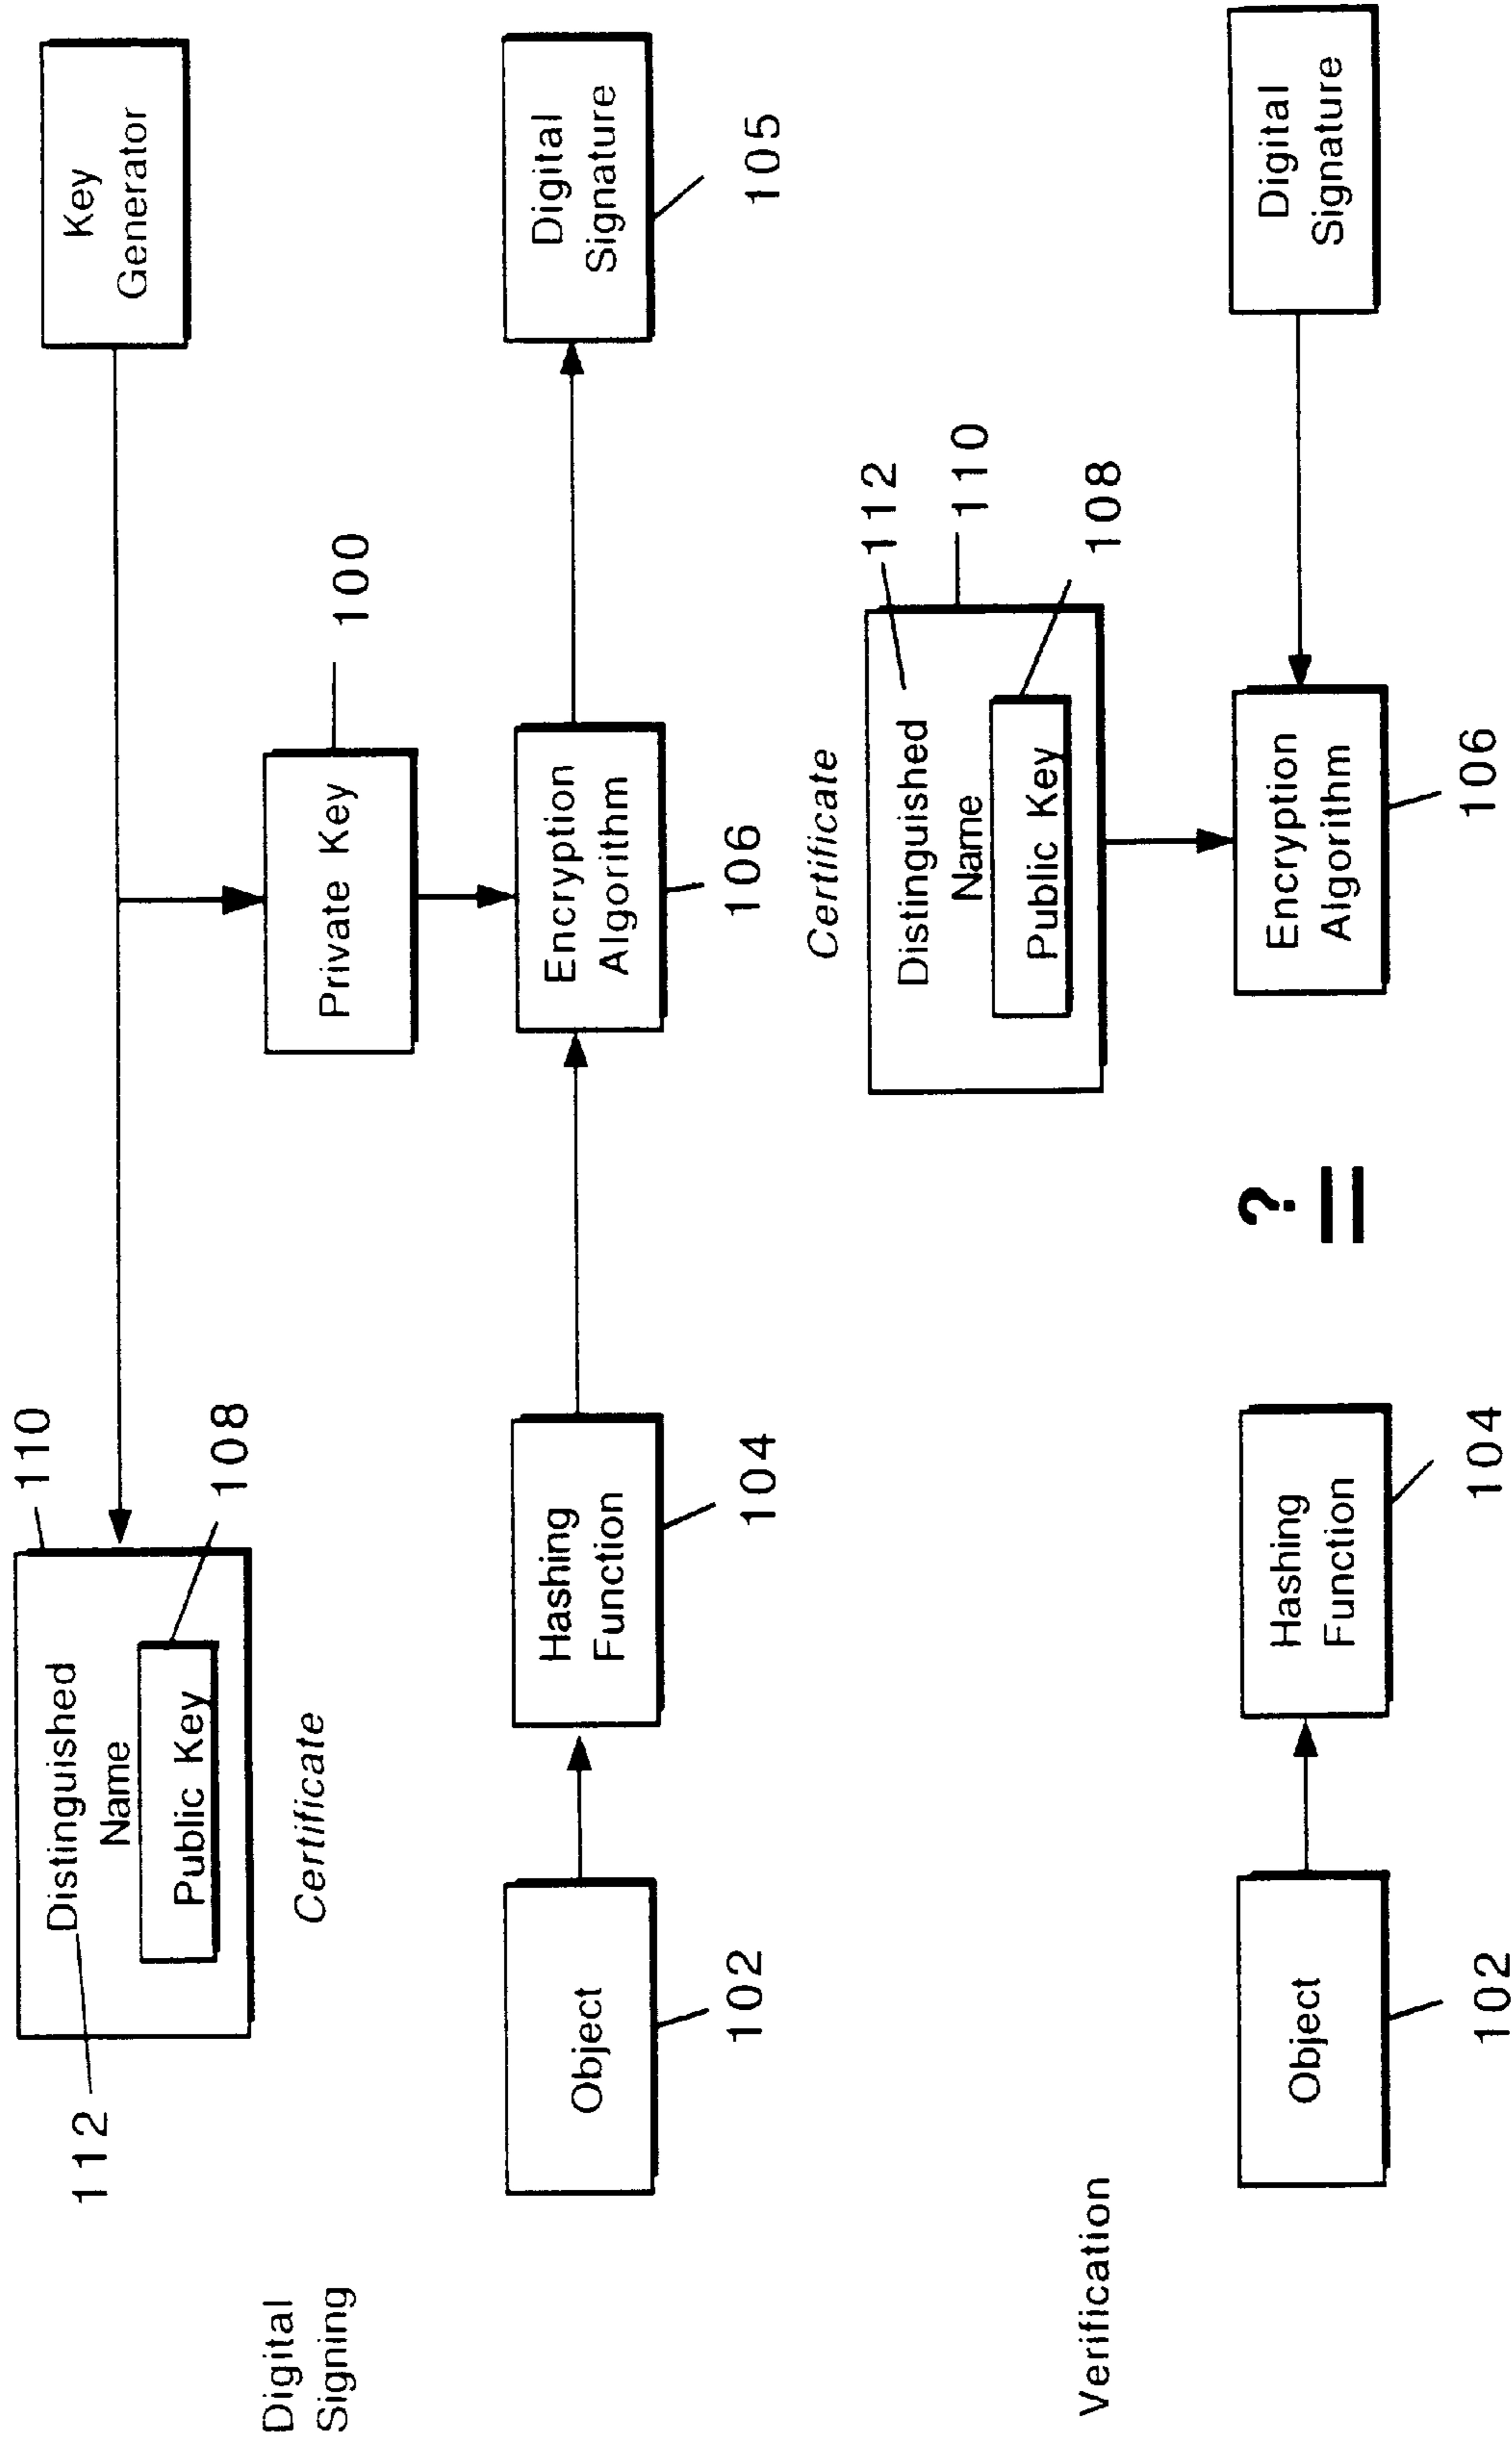 Digital
Signing
112
Distinguished
Name
Public Key
110
108
Certificate
Key
Generator
Private Key
100
Object
102
Hashing
Function
104
Encryption
Algorithm
106
Digital
Signature
105
Verification
Certificate
Distinguished
Name
Public Key
112
110
108
Object
102
Hashing
Function
104
?
=
Encryption
Algorithm
106
Digital
Signature